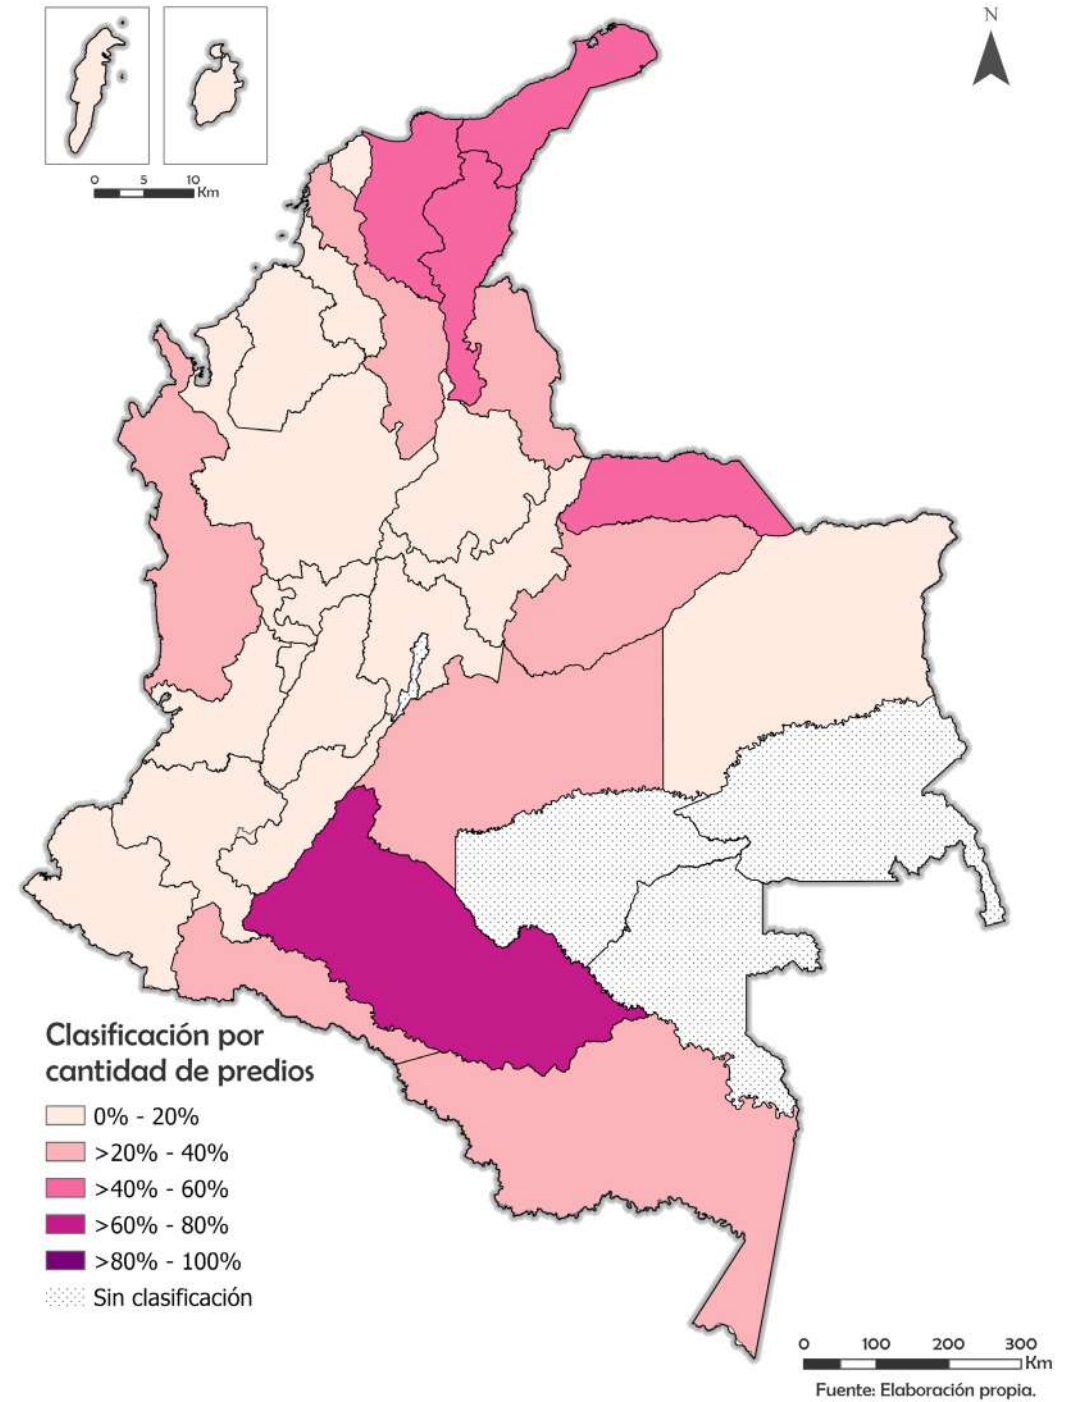 N
0 5 10
Km
Clasificación por
cantidad de predios
0% - 20%
>20% - 40%
>40% - 60%
>60% - 80%
>80% - 100%
Sin clasificación
0 100 200 300
Km
Fuente: Elaboración propia.